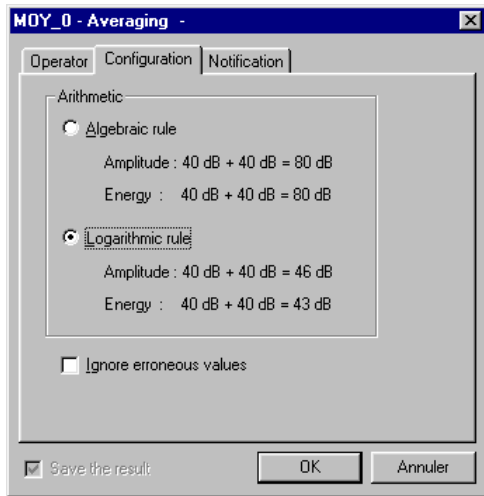 MOY_0 - Averaging -
Operator Configuration Notification
Arithmetic
Algebraic rule
Amplitude : 40 dB + 40 dB = 80 dB
Energy : 40 dB + 40 dB = 80 dB
Logarithmic rule
Amplitude : 40 dB + 40 dB = 46 dB
Energy : 40 dB + 40 dB = 43 dB
Ignore erroneous values
Save the result OK Annuler